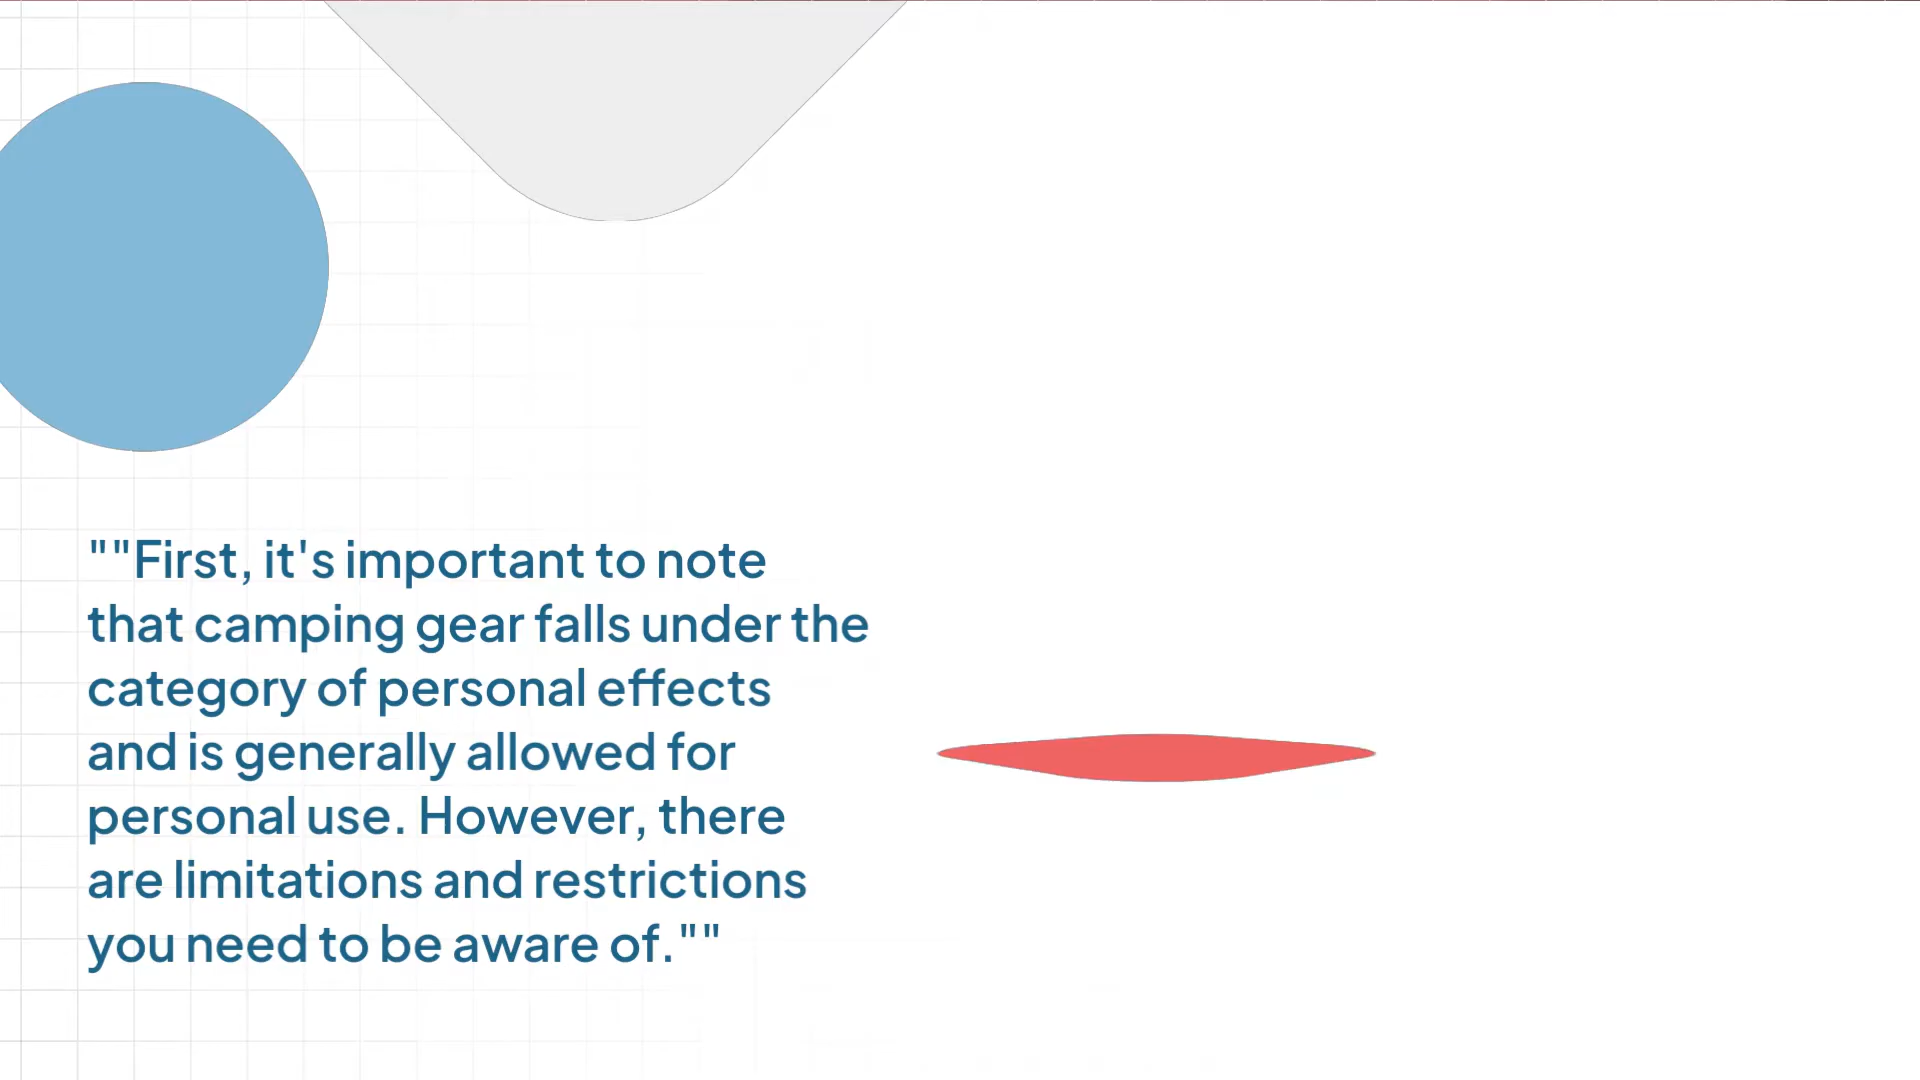 ""First, it's important to note
that camping gear falls under the
category of personal effects
and is generally allowed for
personal use. However, there
are limitations and restrictions
you need to be aware of.""